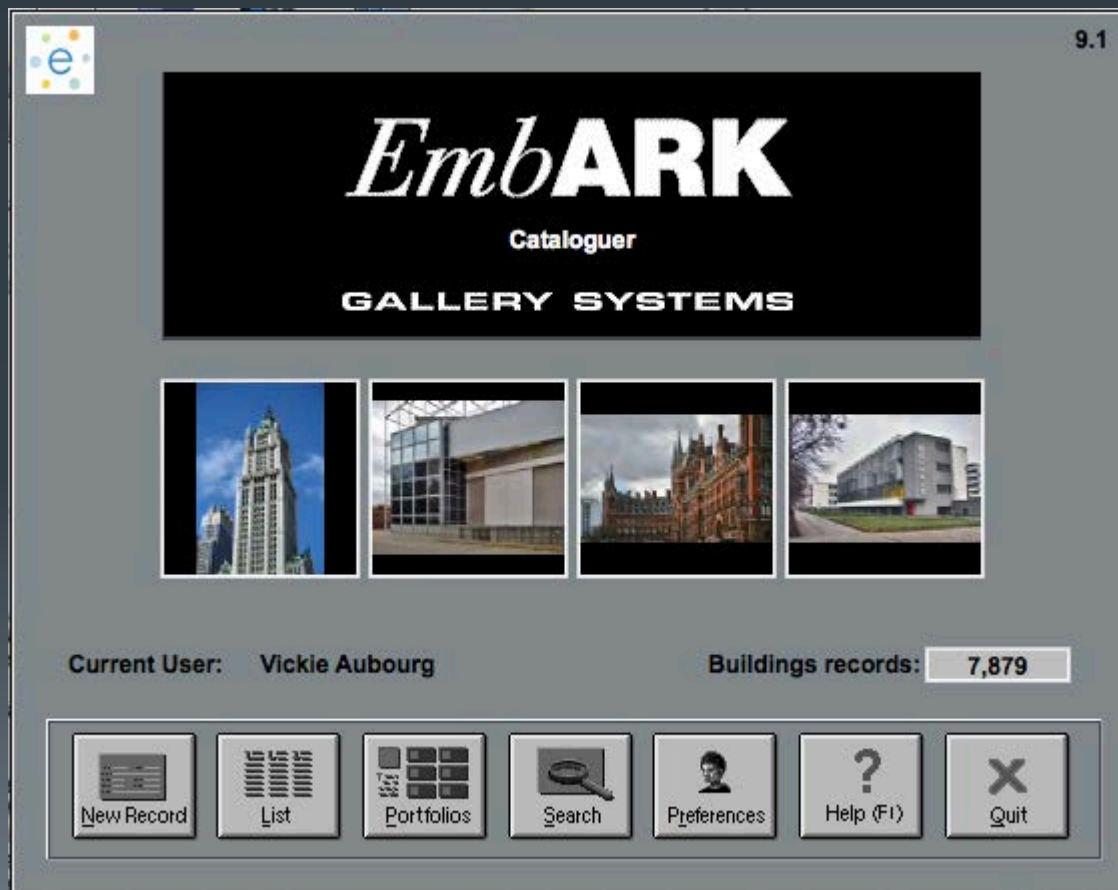 e
9.1
EmbARK
Cataloguer
GALLERY SYSTEMS
Current User: Vickie Aubourg
Buildings records: 7,879
New Record
List
Portfolios
Search
Preferences
Help (F1)
Quit